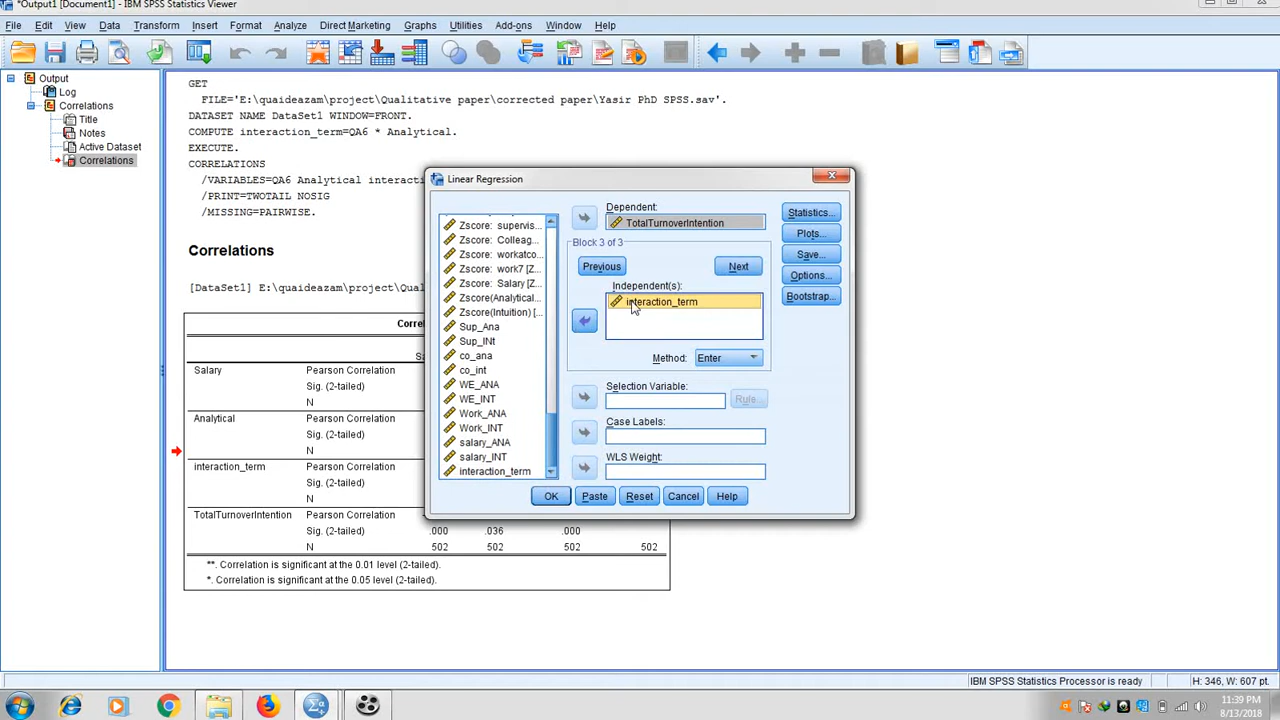 *Output1 [Document1] - IBM SPSS Statistics Viewer
File Edit View Data Transform Insert Format Analyze Direct Marketing Graphs Utilities Add-ons Window Help
Output
Log
Correlations
Title
Notes
Active Dataset
Correlations
GET
FILE='E:\quaideazam\project\Qualitative paper\corrected paper\Yasir PhD SPSS.sav'.
DATASET NAME DataSet1 WINDOW=FRONT.
COMPUTE interaction_term=QA6 * Analytical.
EXECUTE.
CORRELATIONS
/VARIABLES=QA6 Analytical interac
/PRINT=TWOTAIL NOSIG
/MISSING=PAIRWISE.
Correlations
[DataSet1] E:\quaideazam\project\Qualit
Corre
Sa
Salary Pearson Correlation
Sig. (2-tailed)
N
Analytical Pearson Correlation
Sig. (2-tailed)
N
interaction_term Pearson Correlation
Sig. (2-tailed)
N
TotalTurnoverIntention Pearson Correlation
Sig. (2-tailed) .000 .036 .000
N 502 502 502 502
**. Correlation is significant at the 0.01 level (2-tailed).
*. Correlation is significant at the 0.05 level (2-tailed).
Linear Regression
Zscore: supervis...
Zscore: Colleag...
Zscore: workatco...
Zscore: work7 [Z...
Zscore: Salary [Z...
Zscore(Analytical...
Zscore(Intuition) [...
Sup_Ana
Sup_INt
co_ana
co_int
WE_ANA
WE_INT
Work_ANA
Work_INT
salary_ANA
salary_INT
interaction_term
Dependent:
TotalTurnoverIntention
Block 3 of 3
Previous Next
Independent(s):
interaction_term
Method: Enter
Selection Variable:
Rule...
Case Labels:
WLS Weight:
Statistics...
Plots...
Save...
Options...
Bootstrap...
OK Paste Reset Cancel Help
IBM SPSS Statistics Processor is ready H: 346, W: 607 pt.
11:39 PM
8/13/2018